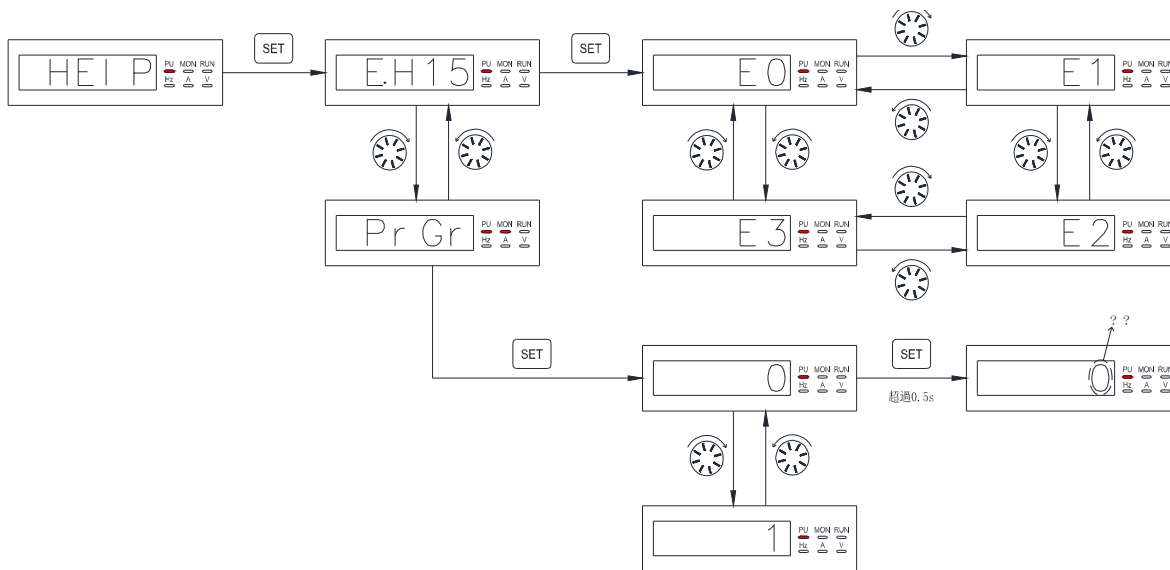 SET
SET
HEI P
PU MON RUN
Hz A V
E.H15
PU MON RUN
Hz A V
E0
PU MON RUN
Hz A V
E1
PU MON RUN
Hz A V
Pr Gr
PU MON RUN
Hz A V
E3
PU MON RUN
Hz A V
E2
PU MON RUN
Hz A V
? ?
SET
SET
0
PU MON RUN
Hz A V
0
PU MON RUN
Hz A V
超過0.5s
1
PU MON RUN
Hz A V